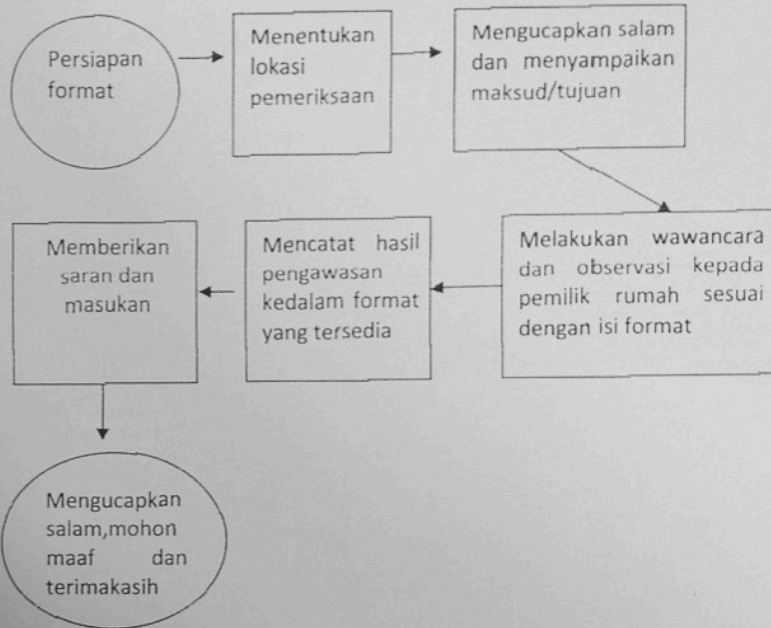 Persiapan
format
Menentukan
lokasi
pemeriksaan
Mengucapkan salam
dan menyampaikan
maksud/tujuan
Melakukan wawancara
dan observasi kepada
pemilik rumah sesuai
dengan isi format
Mencatat hasil
pengawasan
kedalam format
yang tersedia
Memberikan
saran dan
masukan
Mengucapkan
salam,mohon
maaf dan
terimakasih